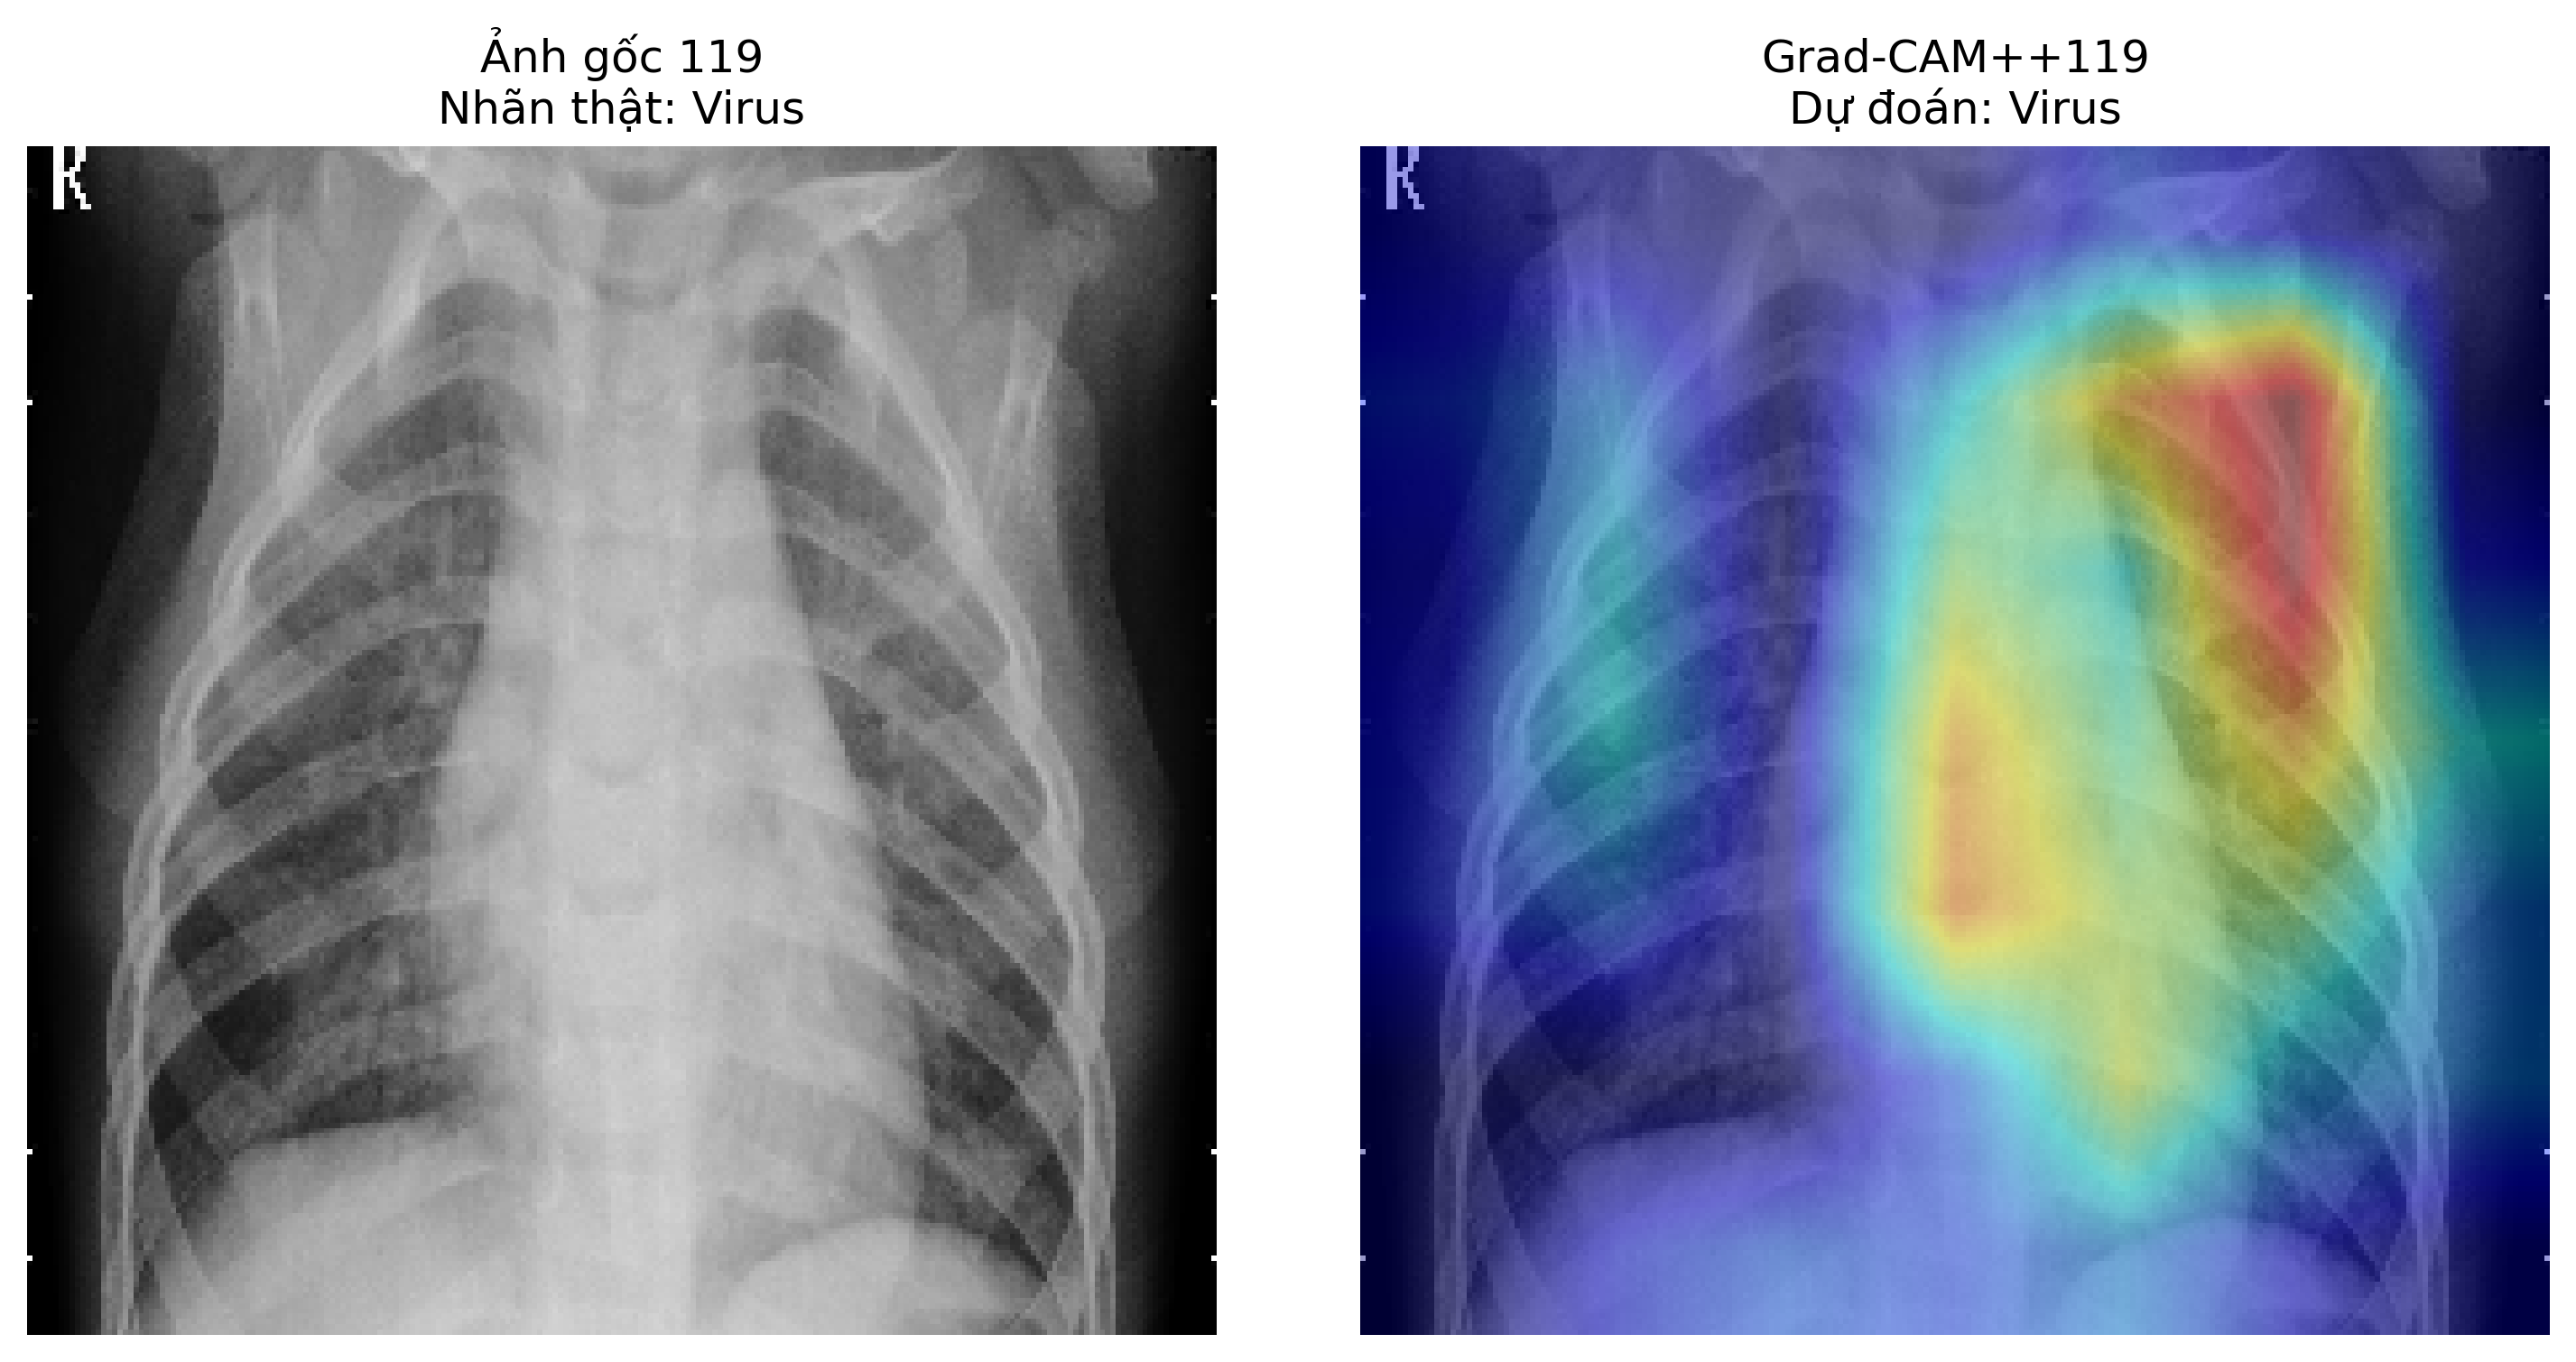 Ảnh gốc 119
Nhãn thật: Virus
R
Grad-CAM++119
Dự đoán: Virus
R